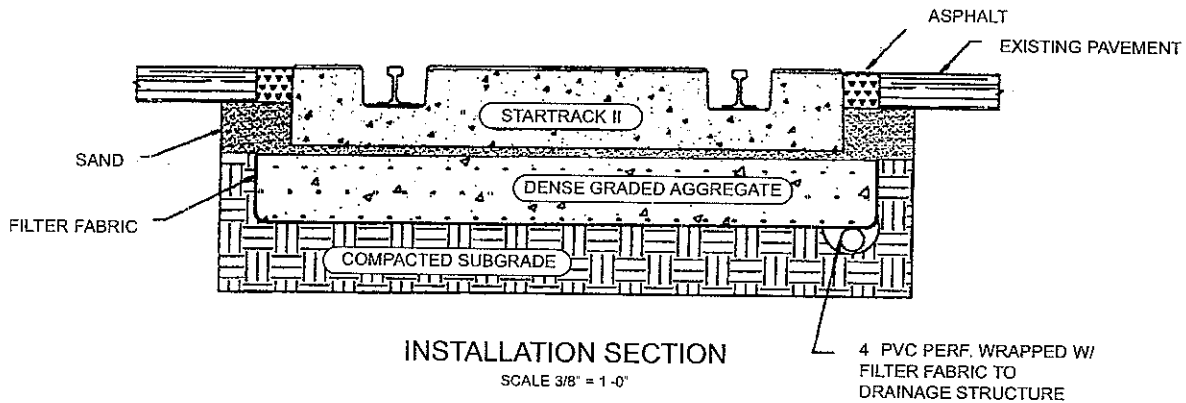 ASPHALT
EXISTING PAVEMENT
STARTRACK II
SAND
DENSE GRADED AGGREGATE
FILTER FABRIC
COMPACTED SUBGRADE
INSTALLATION SECTION
SCALE 3/8" = 1 -0"
4 PVC PERF. WRAPPED W/
FILTER FABRIC TO
DRAINAGE STRUCTURE